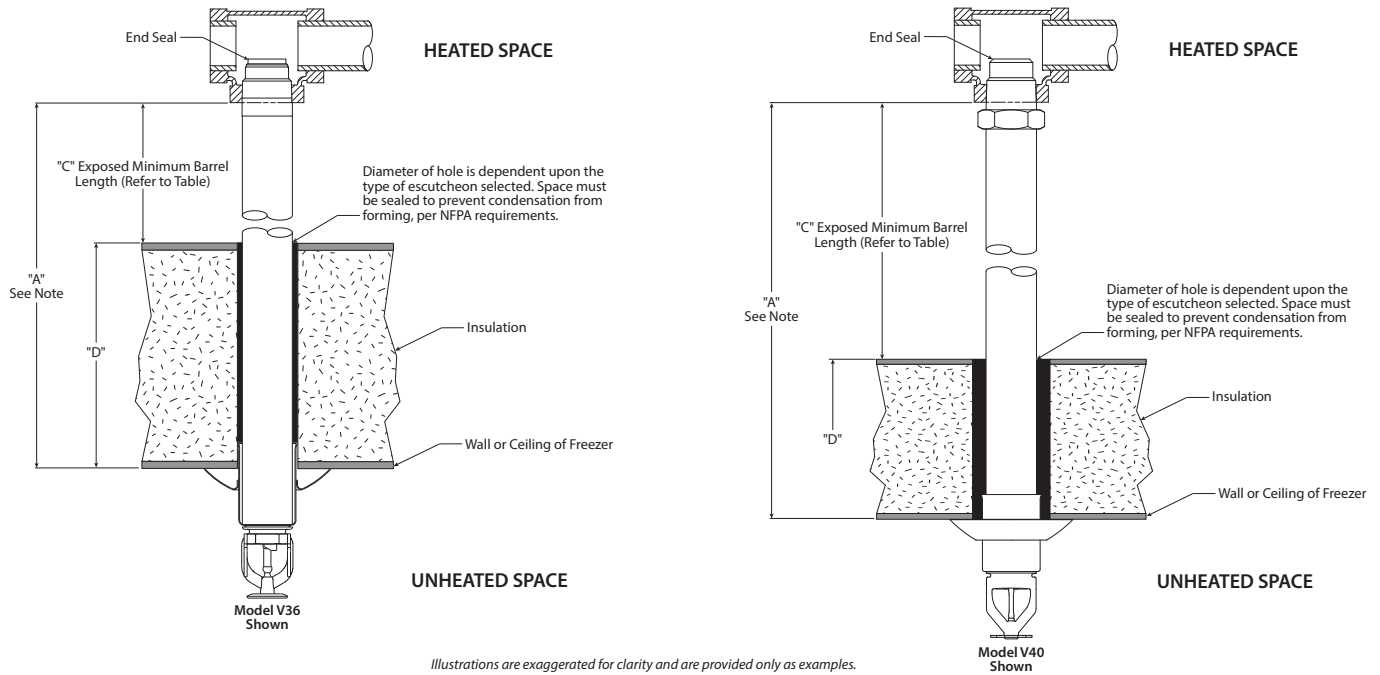 End Seal
HEATED SPACE
"C" Exposed Minimum Barrel
Length (Refer to Table)
Diameter of hole is dependent upon the
type of escutcheon selected. Space must
be sealed to prevent condensation from
forming, per NFPA requirements.
"A"
See Note
"D"
Insulation
Wall or Ceiling of Freezer
UNHEATED SPACE
Model V36
Shown
End Seal
HEATED SPACE
"C" Exposed Minimum Barrel
Length (Refer to Table)
"A"
See Note
Diameter of hole is dependent upon the
type of escutcheon selected. Space must
be sealed to prevent condensation from
forming, per NFPA requirements.
Insulation
"D"
Wall or Ceiling of Freezer
UNHEATED SPACE
Model V40
Shown
Illustrations are exaggerated for clarity and are provided only as examples.